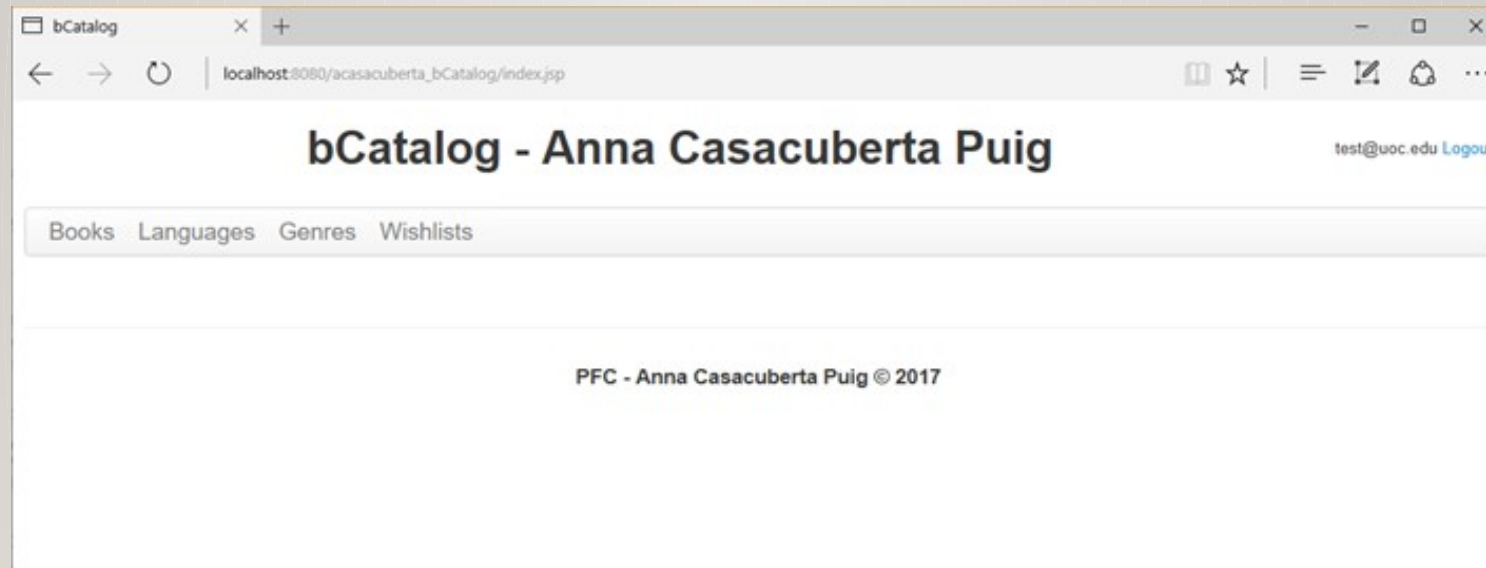 bCatalog
localhost:8080/acasacuberta_bCatalog/index.jsp
bCatalog - Anna Casacuberta Puig
test@uoc.edu Logou
Books Languages Genres Wishlists
PFC - Anna Casacuberta Puig © 2017